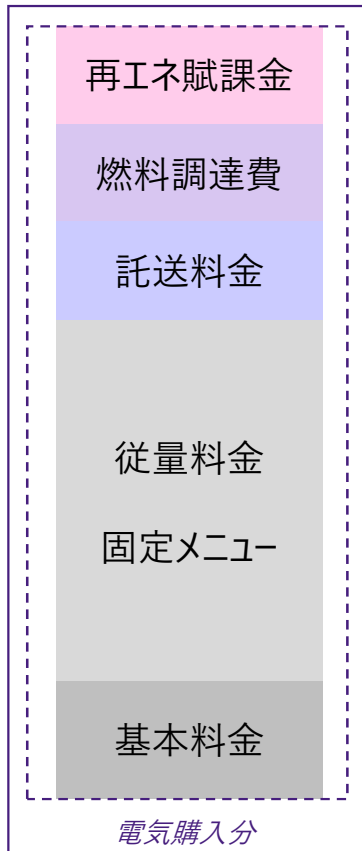 再エネ賦課金
燃料調達費
託送料金
従量料金
固定メニュー
基本料金
電気購入分